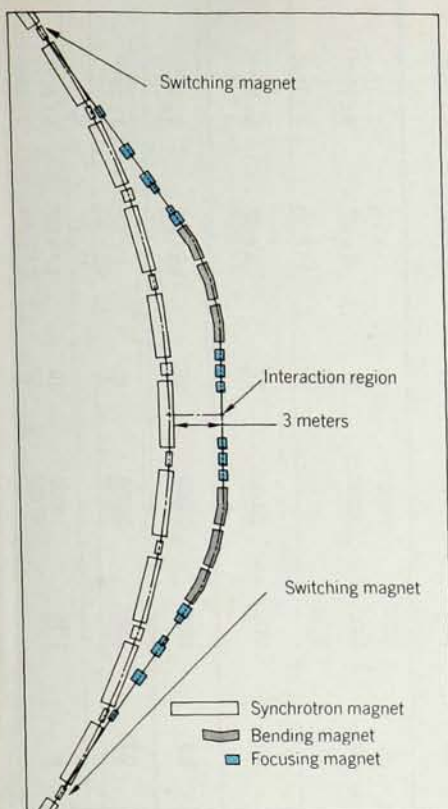 Switching magnet
Interaction region
3 meters
Switching magnet
Synchrotron magnet
Bending magnet
Focusing magnet